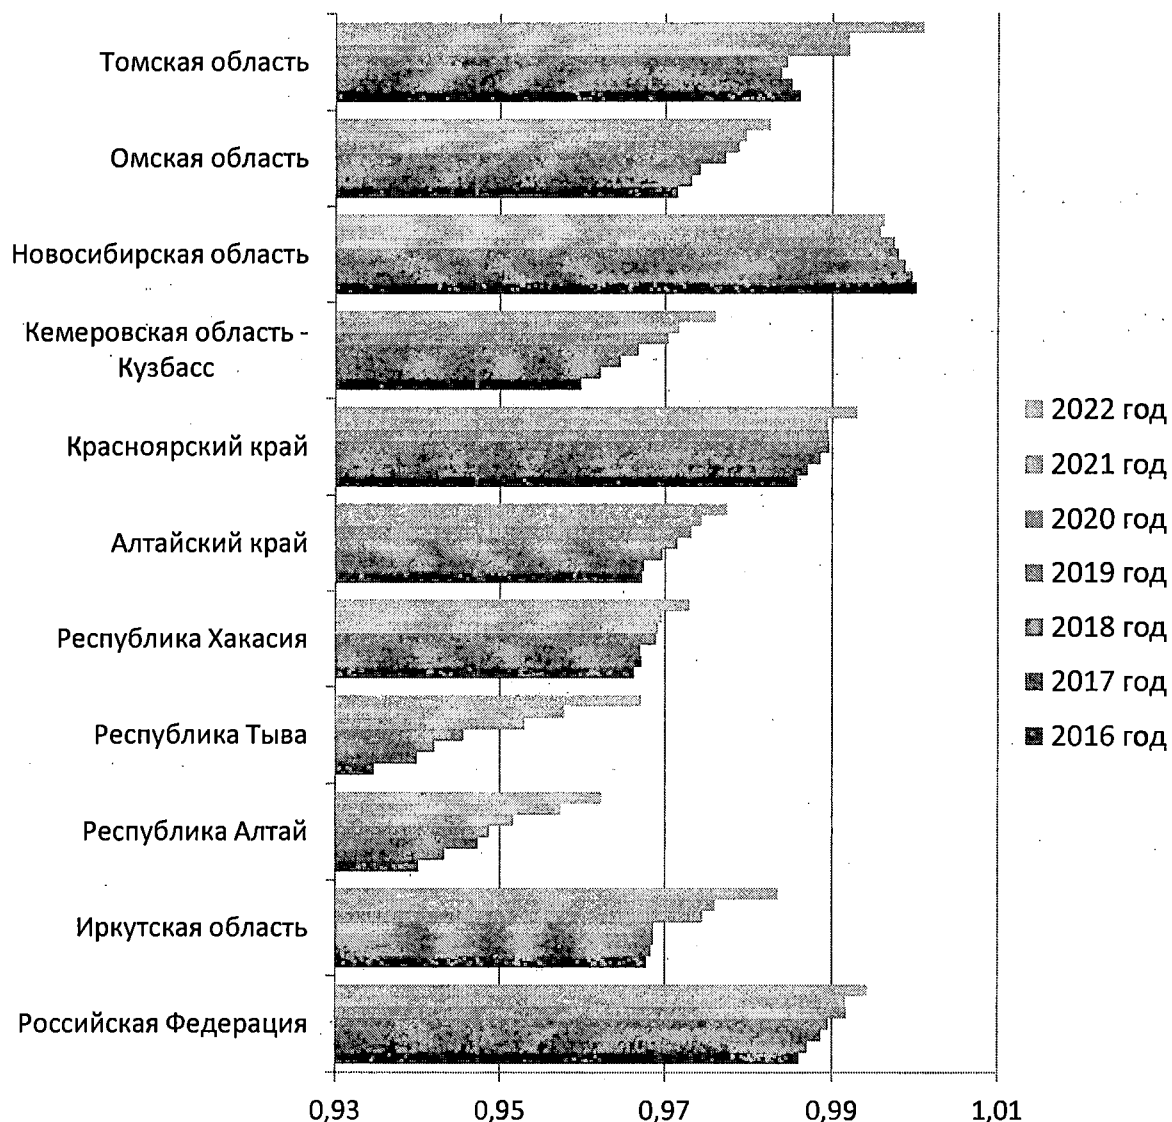 Томская область
Омская область
Новосибирская область
Кемеровская область -
Кузбасс
Красноярский край
Алтайский край
Республика Хакасия
Республика Тыва
Республика Алтай
Иркутская область
Российская Федерация
0,93
0,95
0,97
0,99
1,01
2022 год
2021 год
2020 год
2019 год
2018 год
2017 год
2016 год